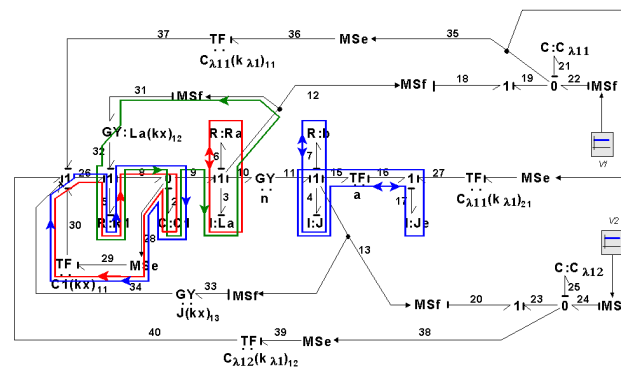 37 TF 36 MSe 35
Cλ11(k λ1)11
C:Cλ11
21
31 MSf 12 MSf 18 1 19 0 22 MSf
GY:La(kx)12 R:Ra R:b
32 6 7 V1
1 26 1 8 1 9 1 10 GY 11 1 15 TF 16 1 27 TF MSe
n a Cλ11(k λ1)21
5 2 3 4 17
R:R1 C:C1 I:La I:J I:Je
V2
30 28 13
TF 29 MSe C:Cλ12
C1(kx)11 34 GY 33 MSf 25
J(kx)13 MSf 20 1 23 0 24 MS
40 TF 39 MSe 38
Cλ12(k λ1)12